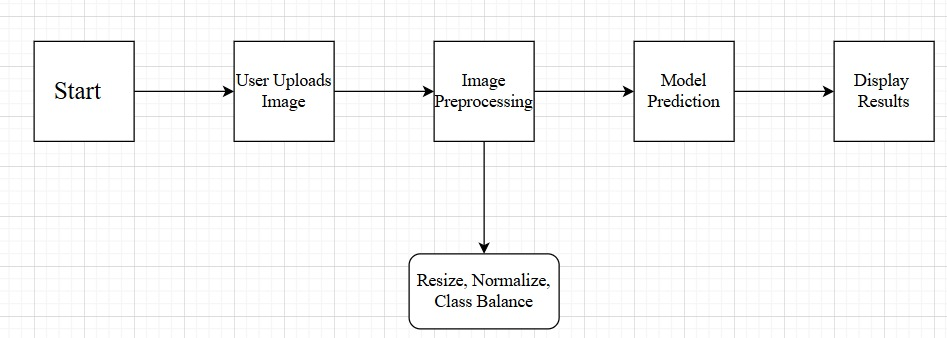 Start
User Uploads
Image
Image
Preprocessing
Model
Prediction
Display
Results
Resize, Normalize,
Class Balance